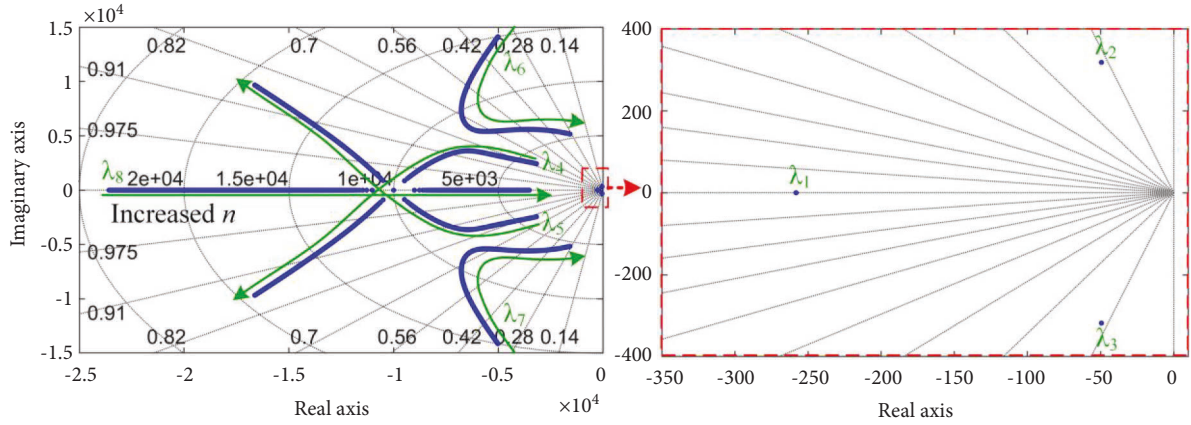 ×10⁴
1.5
1
0.5
0
-0.5
-1
-1.5
Imaginary axis
0.82 0.7 0.56 0.42 0.28 0.14
0.91
λ6
0.975
λ8 2e+04 1.5e+04 1e+04 5e+03 λ4
Increased n
λ5
0.975
0.91
λ7
0.82 0.7 0.56 0.42 0.28 0.14
-2.5 -2 -1.5 -1 -0.5 0
Real axis
×10⁴
400
200
0
-200
-400
λ2
λ1
λ3
-350 -300 -250 -200 -150 -100 -50 0
Real axis